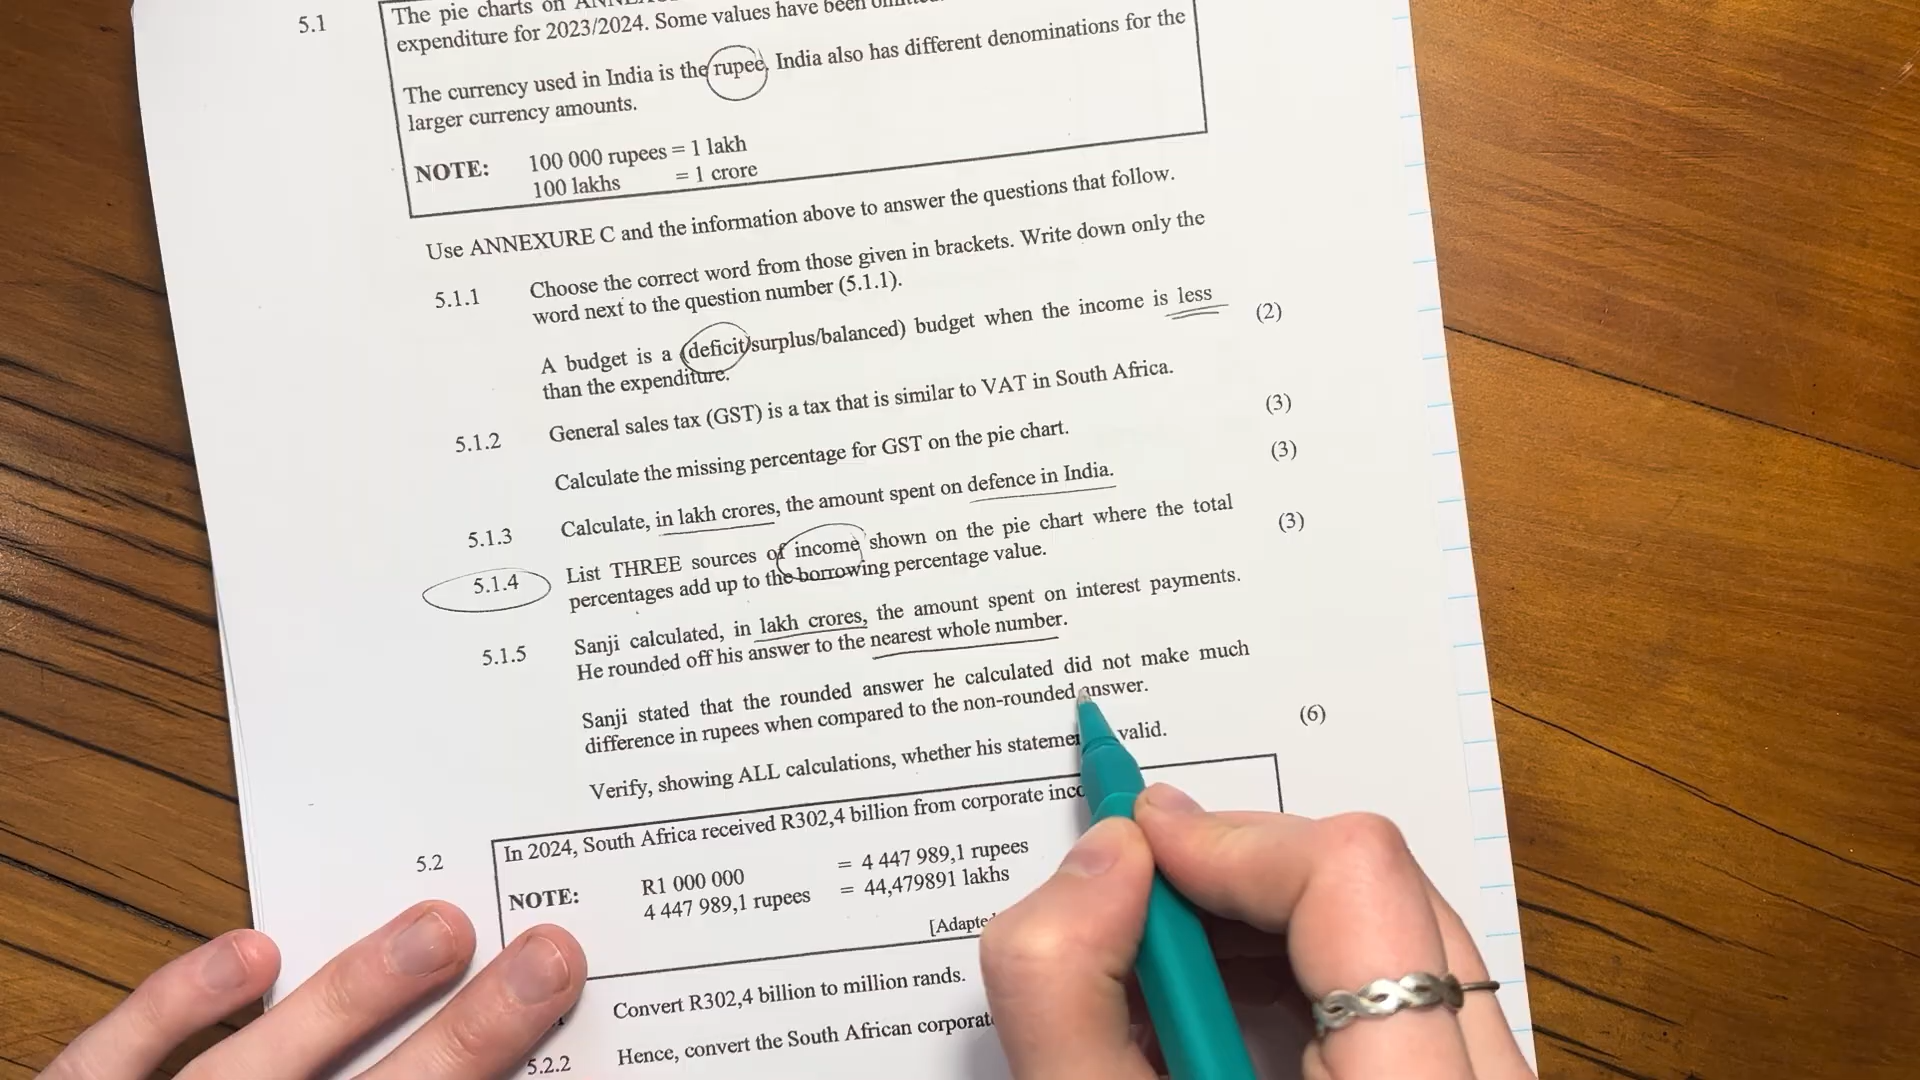 5.1 The pie charts on
expenditure for 2023/2024. Some values have been
The currency used in India is the rupee. India also has different denominations for the
larger currency amounts.
NOTE: 100 000 rupees = 1 lakh
100 lakhs = 1 crore
Use ANNEXURE C and the information above to answer the questions that follow.
5.1.1 Choose the correct word from those given in brackets. Write down only the
word next to the question number (5.1.1).
A budget is a (deficit/surplus/balanced) budget when the income is less
than the expenditure. (2)
5.1.2 General sales tax (GST) is a tax that is similar to VAT in South Africa.
Calculate the missing percentage for GST on the pie chart. (3)
5.1.3 Calculate, in lakh crores, the amount spent on defence in India. (3)
5.1.4 List THREE sources of income shown on the pie chart where the total
percentages add up to the borrowing percentage value. (3)
5.1.5 Sanji calculated, in lakh crores, the amount spent on interest payments.
He rounded off his answer to the nearest whole number.
Sanji stated that the rounded answer he calculated did not make much
difference in rupees when compared to the non-rounded answer.
Verify, showing ALL calculations, whether his valid. (6)
5.2 In 2024, South Africa received R302,4 billion from corporate
NOTE: R1 000 000 = 4 447 989,1 rupees
4 447 989,1 rupees = 44,479891 lakhs
Convert R302,4 billion to million rands.
5.2.2 Hence, convert the South African